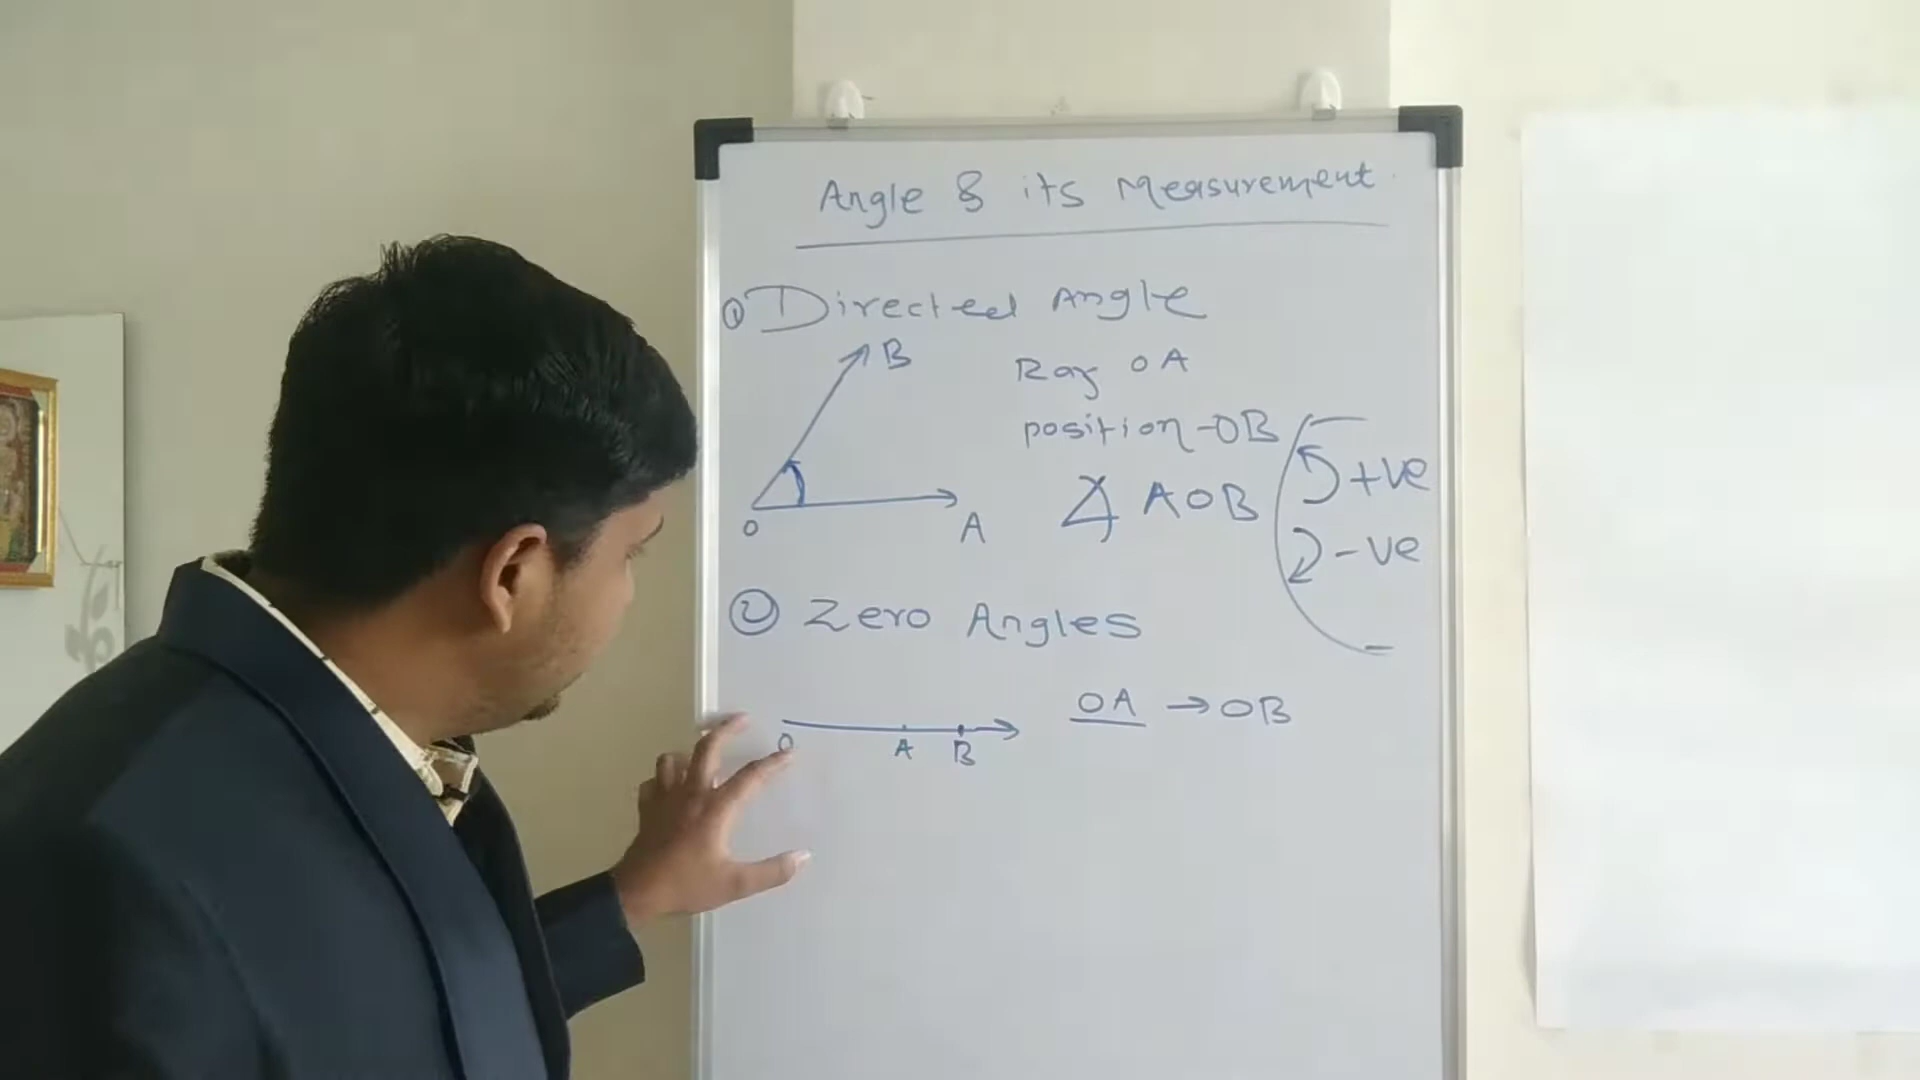 Angle & its Measurement
① Directed Angle
B
O
A
Ray OA
position-OB
∡ AOB
+ve
-ve
② Zero Angles
O A B
OA → OB